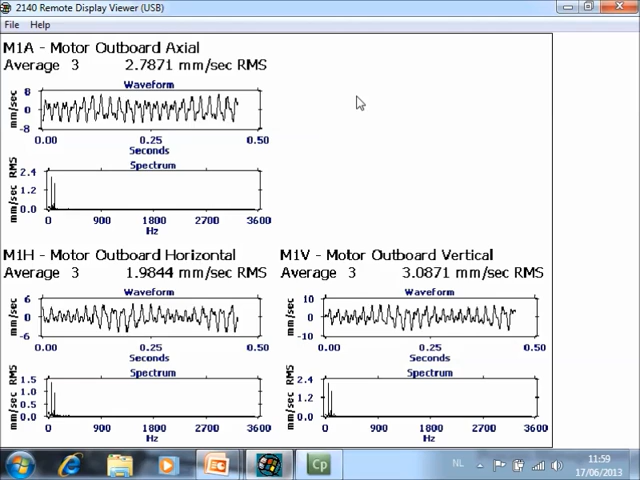 2140 Remote Display Viewer (USB)
File Help
M1A - Motor Outboard Axial
Average 3 2.7871 mm/sec RMS
Waveform
mm/sec
8
0
-8
0.00 0.25 0.50
Seconds
Spectrum
mm/sec RMS
2.4
1.2
0.0
0 900 1800 2700 3600
Hz
M1H - Motor Outboard Horizontal
Average 3 1.9844 mm/sec RMS
Waveform
mm/sec
6
0
-6
0.00 0.25 0.50
Seconds
Spectrum
mm/sec RMS
1.5
1.0
0.5
0.0
0 900 1800 2700 3600
Hz
M1V - Motor Outboard Vertical
Average 3 3.0871 mm/sec RMS
Waveform
mm/sec
10
0
-10
0.00 0.25 0.50
Seconds
Spectrum
mm/sec RMS
2.4
1.2
0.0
0 900 1800 2700 3600
Hz
Cp
NL
11:59
17/06/2013